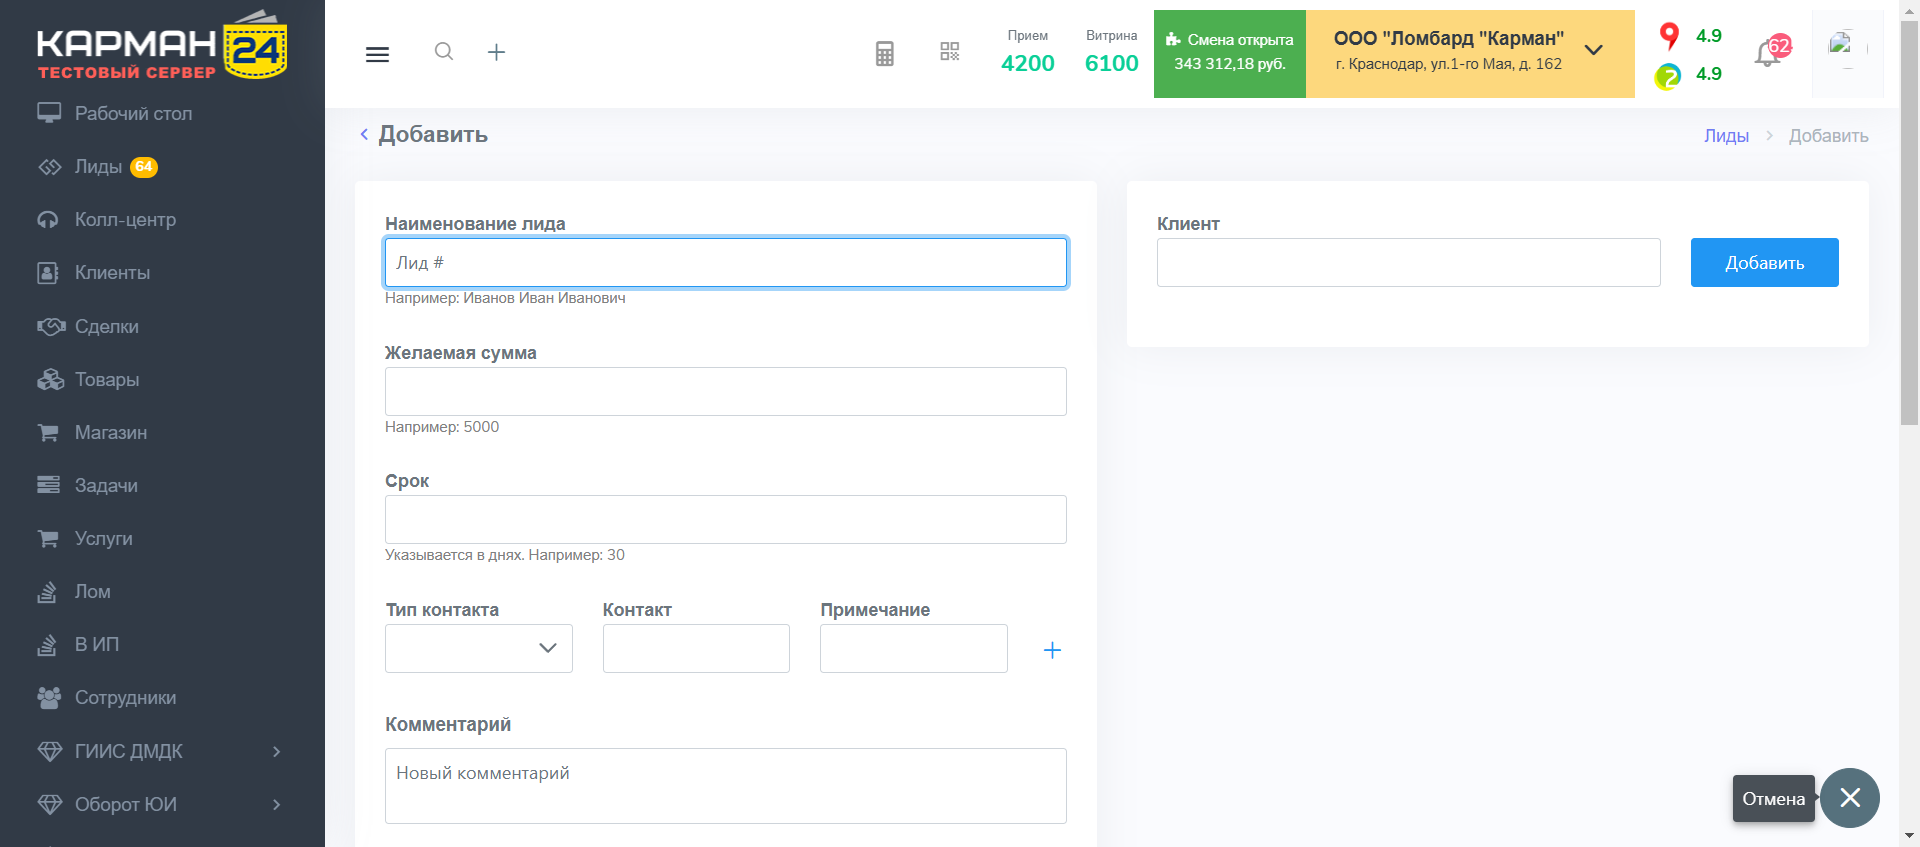 КАРМАН 24
ТЕСТОВЫЙ СЕРВЕР
Рабочий стол
Лиды 64
Колл-центр
Клиенты
Сделки
Товары
Магазин
Задачи
Услуги
Лом
В ИП
Сотрудники
ГИИС ДМДК
Оборот ЮИ
Прием
4200
Витрина
6100
Смена открыта
343 312,18 руб.
ООО "Ломбард "Карман"
г. Краснодар, ул.1-го Мая, д. 162
4.9
4.9
62
Добавить
Лиды > Добавить
Наименование лида
Лид #
Например: Иванов Иван Иванович
Желаемая сумма
Например: 5000
Срок
Указывается в днях. Например: 30
Тип контакта Контакт Примечание
Комментарий
Новый комментарий
Клиент
Добавить
Отмена